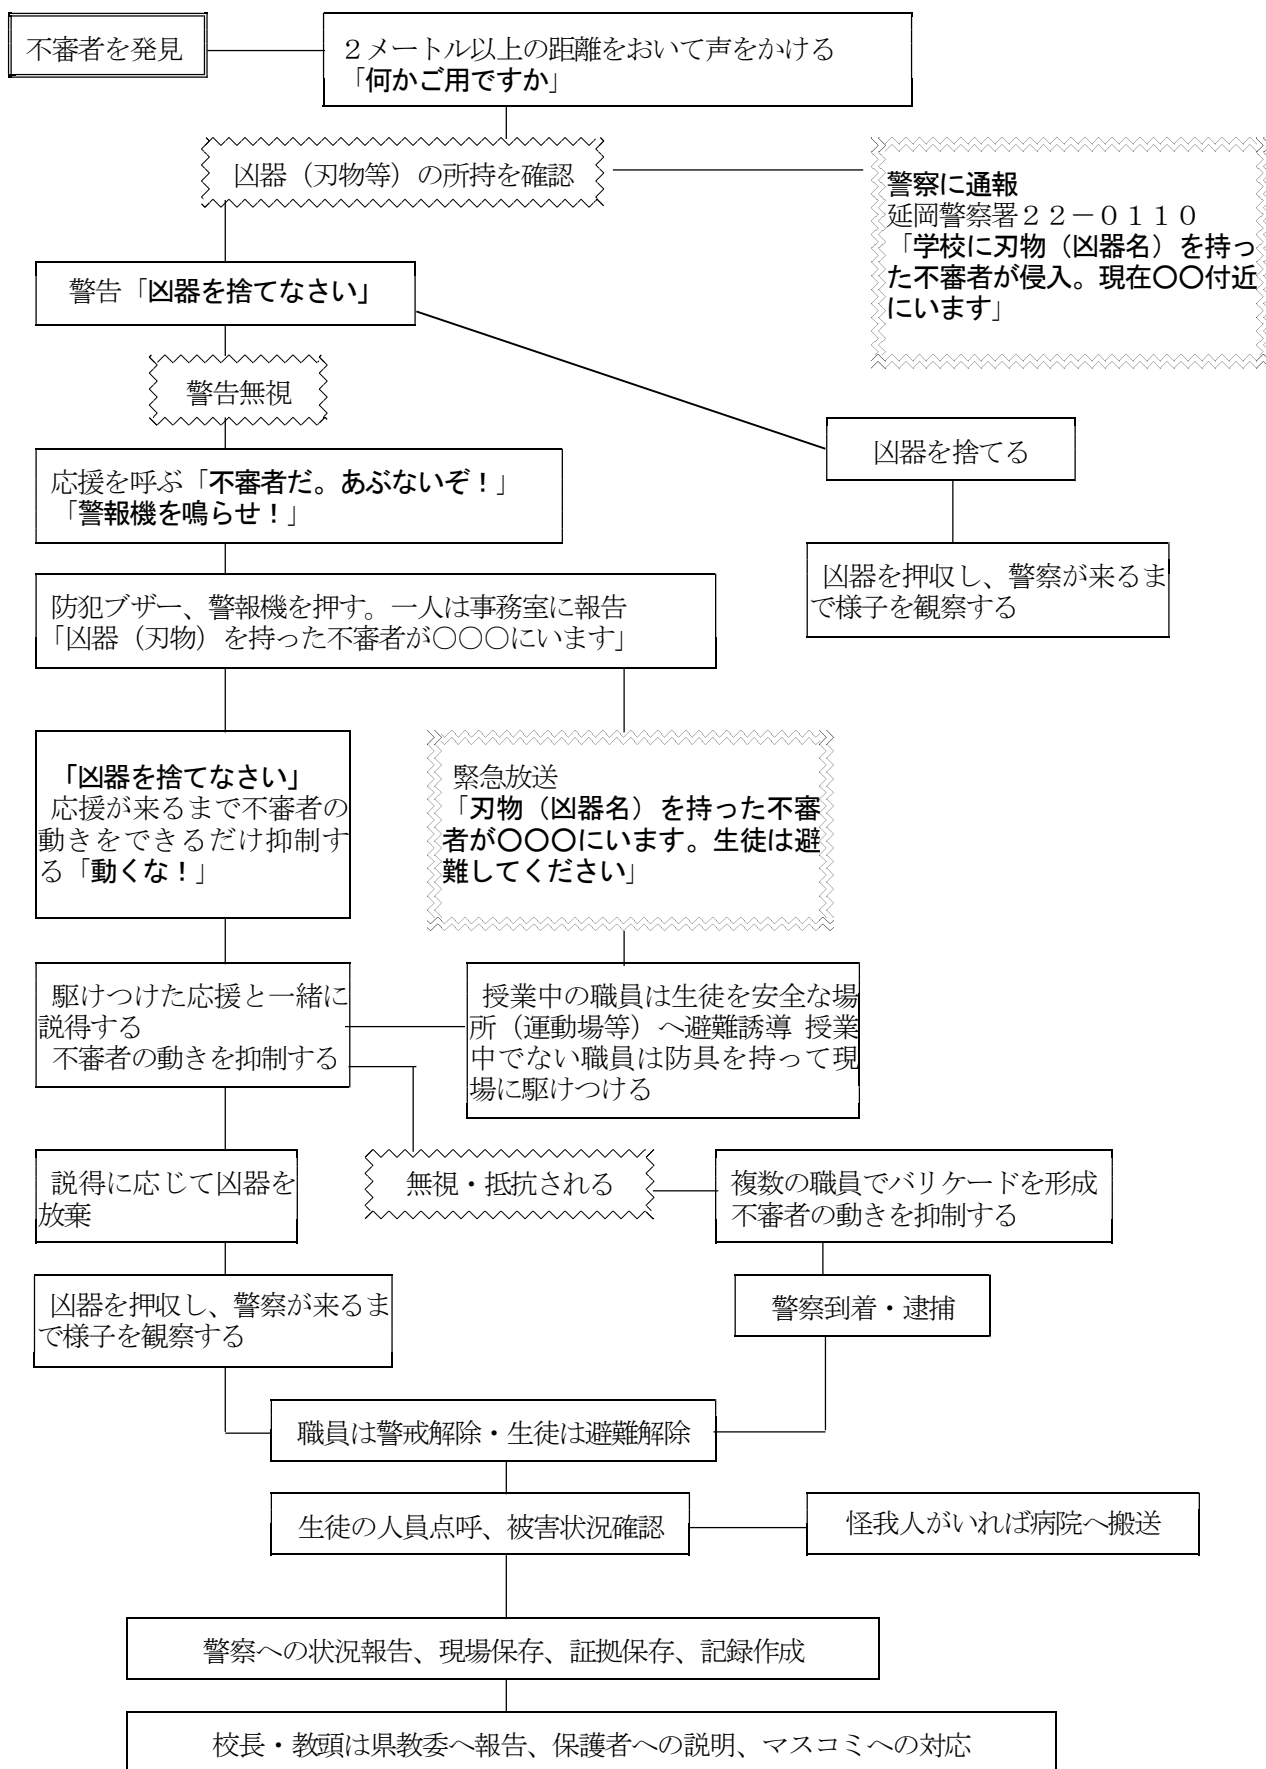 不審者を発見
２メートル以上の距離をおいて声をかける
「何かご用ですか」
凶器（刃物等）の所持を確認
警察に通報
延岡警察署２２－０１１０
「学校に刃物（凶器名）を持っ
た不審者が侵入。現在〇〇付近
にいます」
警告「凶器を捨てなさい」
警告無視
凶器を捨てる
応援を呼ぶ「不審者だ。あぶないぞ！」
「警報機を鳴らせ！」
凶器を押収し、警察が来るま
で様子を観察する
防犯ブザー、警報機を押す。一人は事務室に報告
「凶器（刃物）を持った不審者が〇〇〇にいます」
「凶器を捨てなさい」
応援が来るまで不審者の
動きをできるだけ抑制す
る「動くな！」
緊急放送
「刃物（凶器名）を持った不審
者が〇〇〇にいます。生徒は避
難してください」
駆けつけた応援と一緒に
説得する
不審者の動きを抑制する
授業中の職員は生徒を安全な場
所（運動場等）へ避難誘導 授業
中でない職員は防具を持って現
場に駆けつける
説得に応じて凶器を
放棄
無視・抵抗される
複数の職員でバリケードを形成
不審者の動きを抑制する
凶器を押収し、警察が来るま
で様子を観察する
警察到着・逮捕
職員は警戒解除・生徒は避難解除
生徒の人員点呼、被害状況確認
怪我人がいれば病院へ搬送
警察への状況報告、現場保存、証拠保存、記録作成
校長・教頭は県教委へ報告、保護者への説明、マスコミへの対応